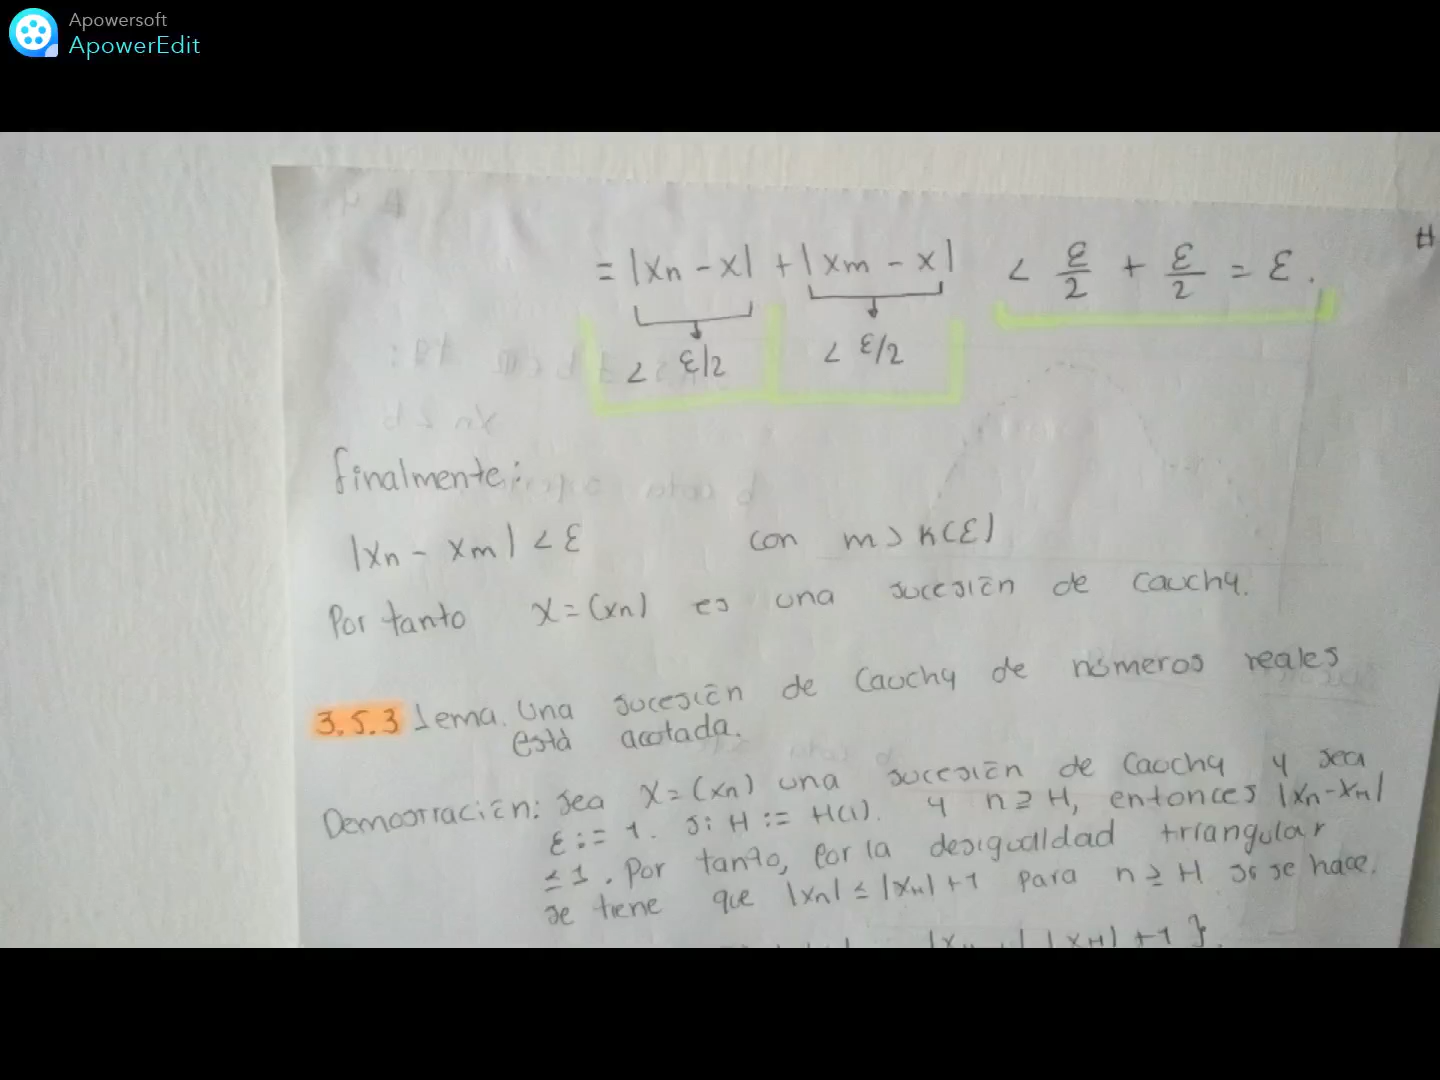 Apowersoft
ApowerEdit
= |xn - x| + |xm - x| < ε/2 + ε/2 = ε.
< ε/2 < ε/2
finalmente:
|xn - xm| < ε con m > K(ε)
Por tanto X = (xn) es una sucesión de Cauchy.
3.5.3 Lema. Una sucesión de Cauchy de números reales
está acotada.
Demostración: Sea X = (xn) una sucesión de Cauchy y sea
ε := 1. Si H := H(1). y n ≥ H, entonces |xn - xH|
≤ 1. Por tanto, por la desigualdad triangular
se tiene que |xn| ≤ |xH| + 1 para n ≥ H si se hace.
|xH| + 1 }.